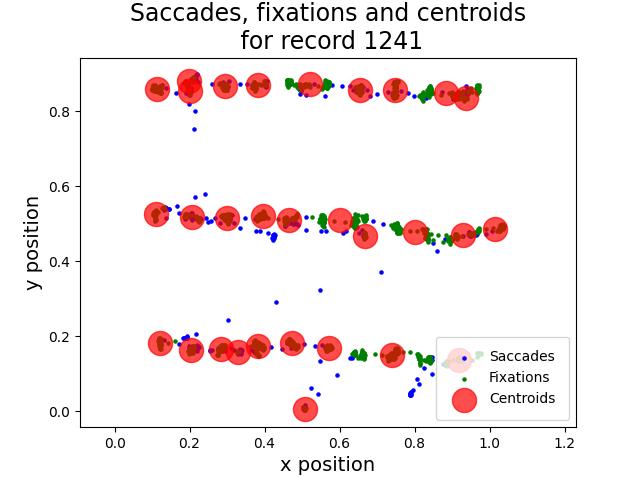 Saccades, fixations and centroids
for record 1241
y position
0.8
0.6
0.4
0.2
0.0
Saccades
Fixations
Centroids
0.0 0.2 0.4 0.6 0.8 1.0 1.2
x position